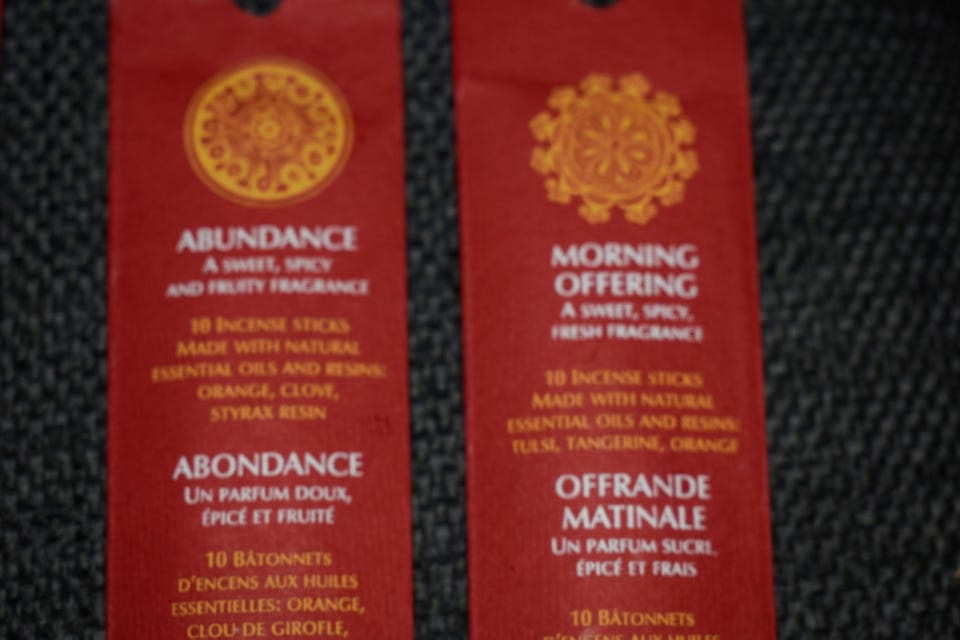 ABUNDANCE
A SWEET, SPICY
AND FRUITY FRAGRANCE
10 INCENSE STICKS
MADE WITH NATURAL
ESSENTIAL OILS AND RESINS:
ORANGE, CLOVE,
STYRAX RESIN
ABONDANCE
UN PARFUM DOUX,
ÉPICÉ ET FRUITÉ
10 BÂTONNETS
D'ENCENS AUX HUILES
ESSENTIELLES: ORANGE,
CLOU DE GIROFLE,
MORNING
OFFERING
A SWEET, SPICY,
FRESH FRAGRANCE
10 INCENSE STICKS
MADE WITH NATURAL
ESSENTIAL OILS AND RESINS:
TULSI, TANGERINE, ORANGE
OFFRANDE
MATINALE
UN PARFUM SUCRÉ,
ÉPICÉ ET FRAIS
10 BÂTONNETS
D'ENCENS AUX HUILES